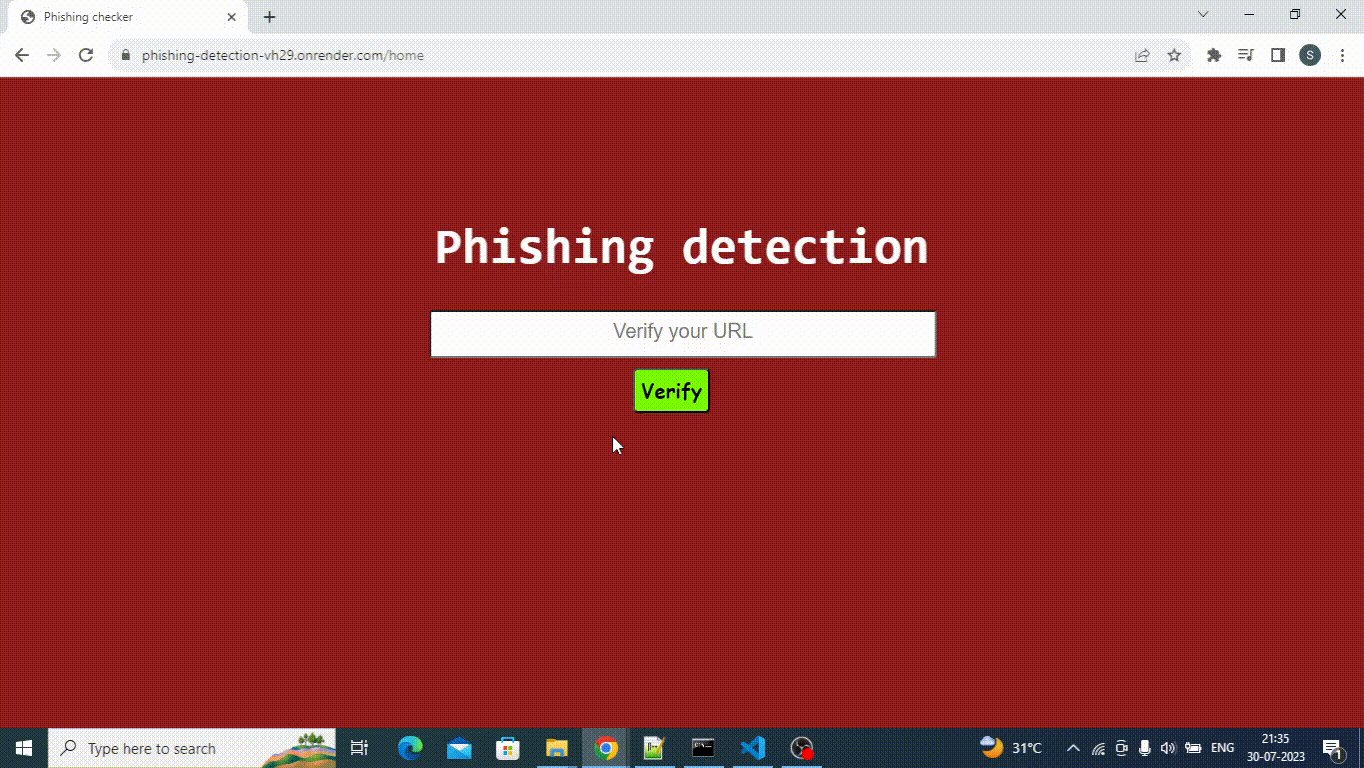 Phishing checker
phishing-detection-vh29.onrender.com/home
S
Phishing detection
Verify your URL
Verify
Type here to search
31°C
ENG
21:35
30-07-2023
1